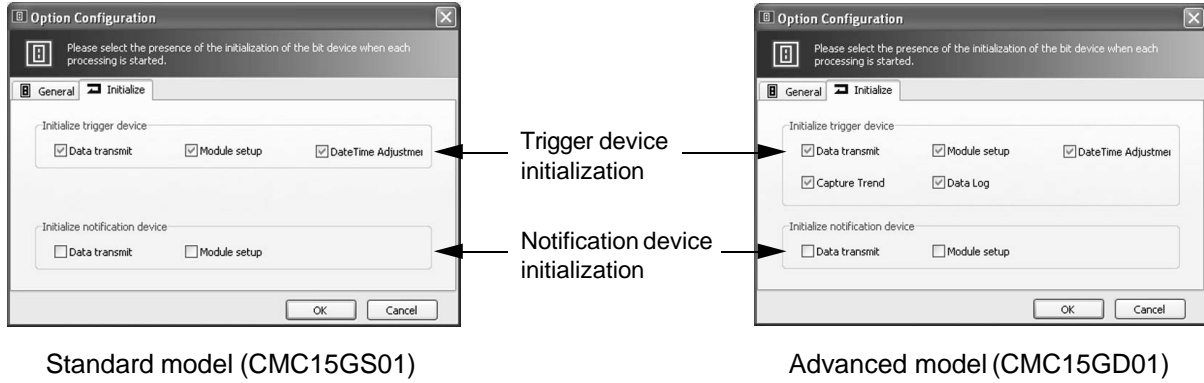 Option Configuration
Please select the presence of the initialization of the bit device when each
processing is started.
General
Initialize
Initialize trigger device
Data transmit
Module setup
DateTime Adjustmer
Initialize notification device
Data transmit
Module setup
OK
Cancel
Standard model (CMC15GS01)
Trigger device
initialization
Notification device
initialization
Option Configuration
Please select the presence of the initialization of the bit device when each
processing is started.
General
Initialize
Initialize trigger device
Data transmit
Module setup
DateTime Adjustmer
Capture Trend
Data Log
Initialize notification device
Data transmit
Module setup
OK
Cancel
Advanced model (CMC15GD01)